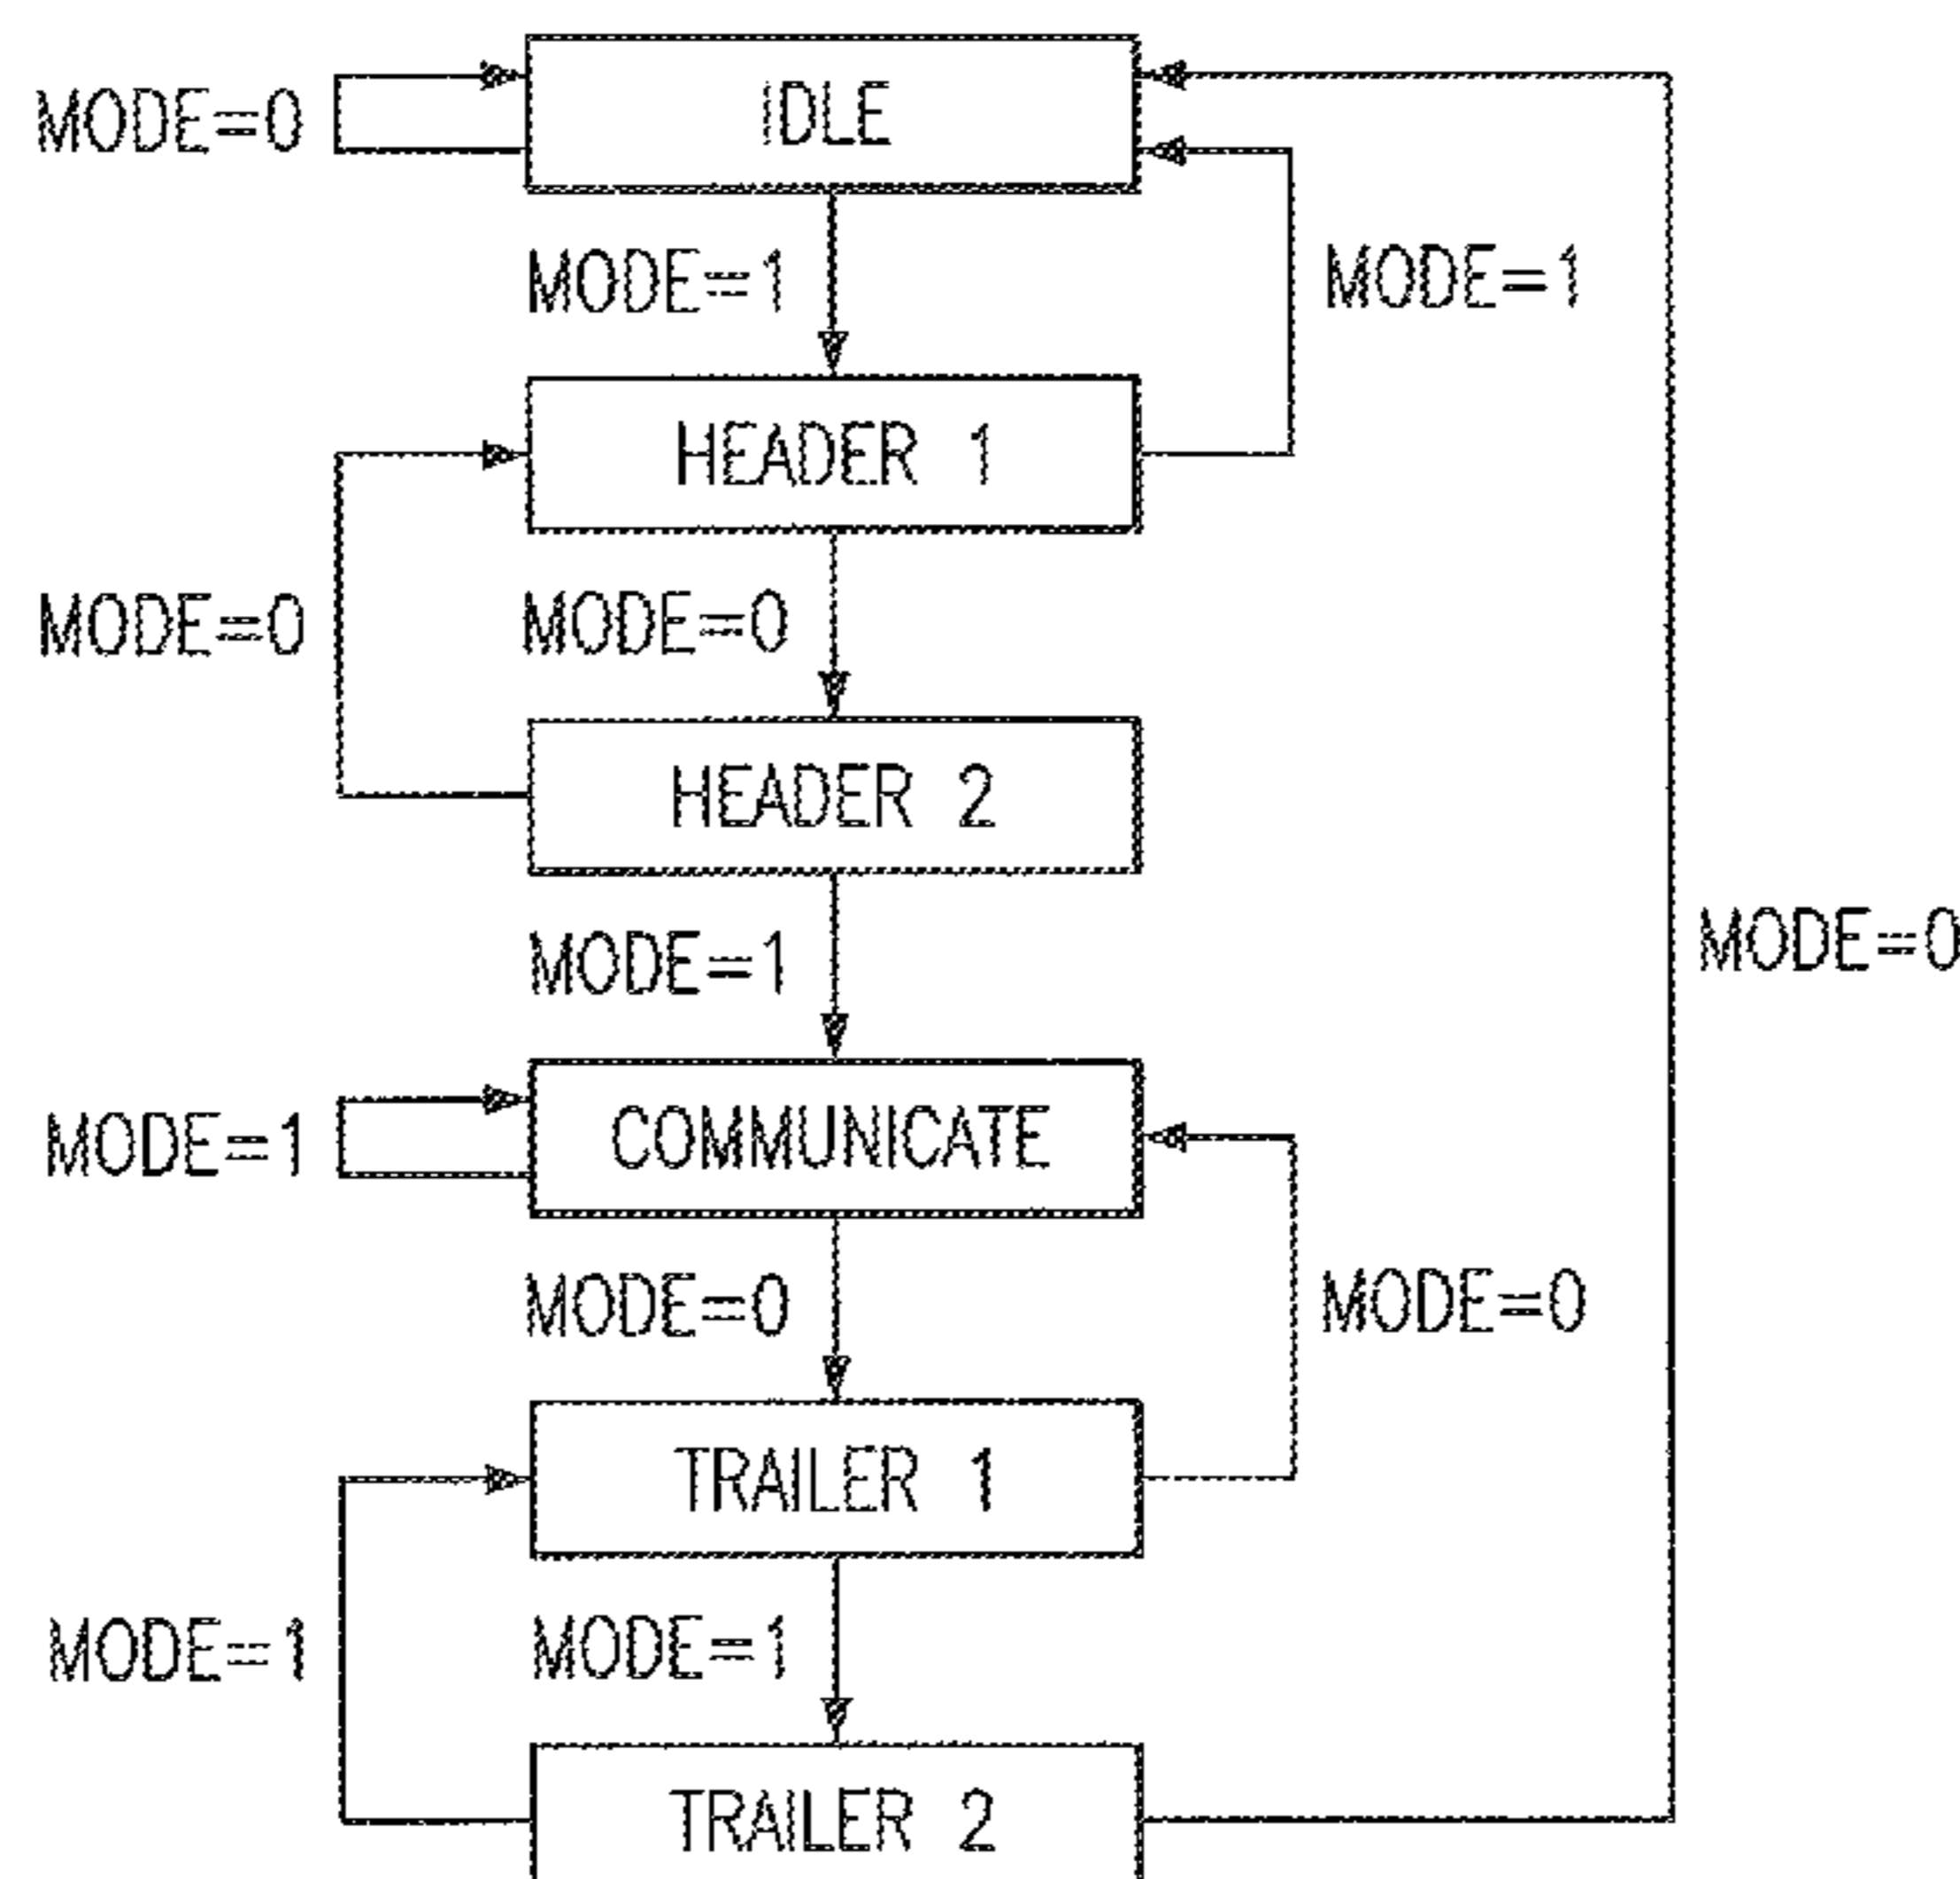 IDLE
MODE=0
MODE=1
MODE=1
HEADER 1
MODE=0
MODE=0
HEADER 2
MODE=0
MODE=1
COMMUNICATE
MODE=1
MODE=0
MODE=0
TRAILER 1
MODE=1
MODE=1
TRAILER 2